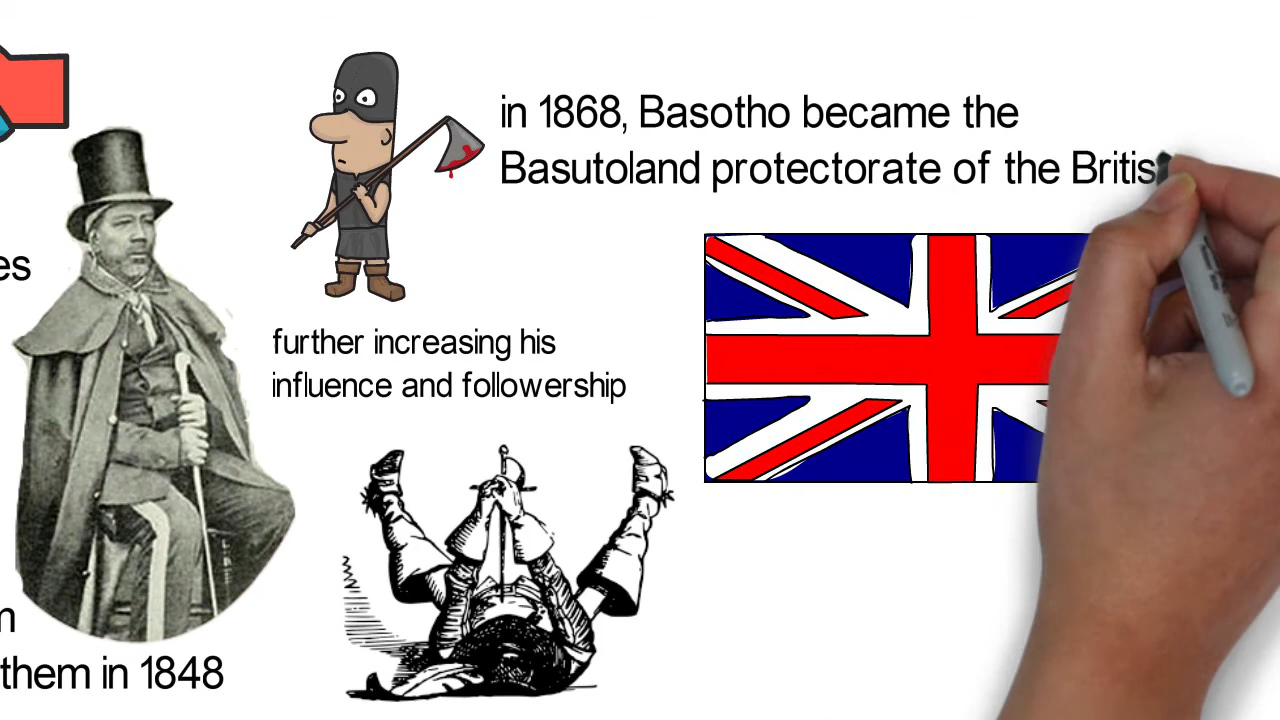 in 1868, Basotho became the
Basutoland protectorate of the Britis
es
further increasing his
influence and followership
m
them in 1848